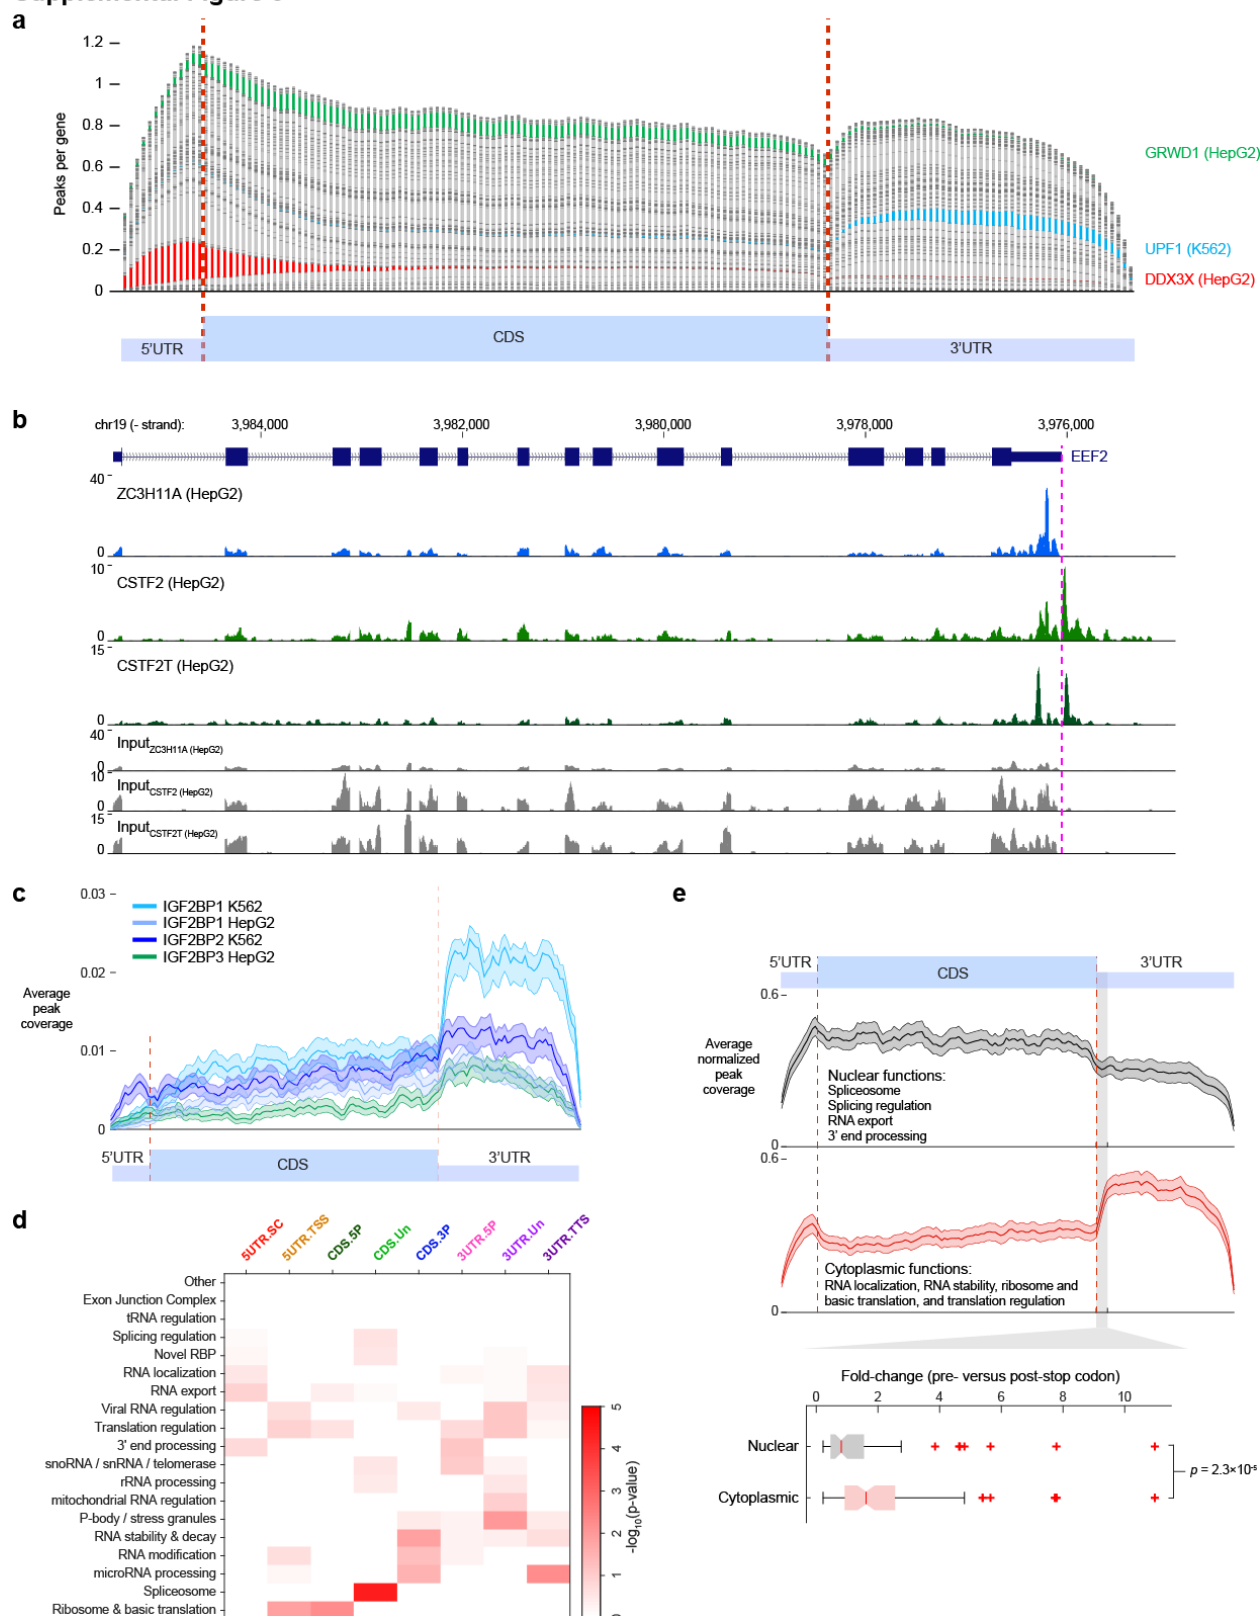 a
1.2
1
0.8
0.6
0.4
0.2
0
Peaks per gene
GRWD1 (HepG2)
UPF1 (K562)
DDX3X (HepG2)
5'UTR
CDS
3'UTR
b
chr19 (- strand):
3,984,000
3,982,000
3,980,000
3,978,000
3,976,000
EEF2
40
ZC3H11A (HepG2)
0
10
CSTF2 (HepG2)
0
15
CSTF2T (HepG2)
0
40
Input ZC3H11A (HepG2)
0
10
Input CSTF2 (HepG2)
0
15
Input CSTF2T (HepG2)
0
c
0.03
0.02
0.01
0
Average
peak
coverage
IGF2BP1 K562
IGF2BP1 HepG2
IGF2BP2 K562
IGF2BP3 HepG2
5'UTR
CDS
3'UTR
d
5UTR.SC
5UTR.TSS
CDS.5P
CDS.Un
CDS.3P
3UTR.5P
3UTR.Un
3UTR.TTS
Other
Exon Junction Complex
tRNA regulation
Splicing regulation
Novel RBP
RNA localization
RNA export
Viral RNA regulation
Translation regulation
3' end processing
snoRNA / snRNA / telomerase
rRNA processing
mitochondrial RNA regulation
P-body / stress granules
RNA stability & decay
RNA modification
microRNA processing
Spliceosome
Ribosome & basic translation
5
4
3
2
1
-log10(p-value)
e
5'UTR
CDS
3'UTR
0.6
Average
normalized
peak
coverage
Nuclear functions:
Spliceosome
Splicing regulation
RNA export
3' end processing
0
0.6
Cytoplasmic functions:
RNA localization, RNA stability, ribosome and
basic translation, and translation regulation
0
Fold-change (pre- versus post-stop codon)
0
2
4
6
8
10
Nuclear
Cytoplasmic
p = 2.3×10-5